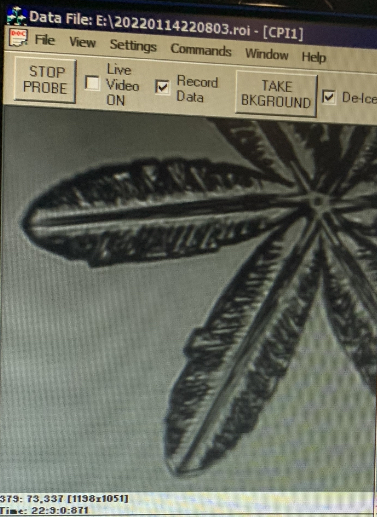 Data File: E:\20220114220803.roi - [CPI1]
File View Settings Commands Window Help
STOP PROBE
Live Video ON
Record Data
TAKE BKGROUND
De-Ice
379: 73,337 [1198x1051]
Time: 22:9:0:871